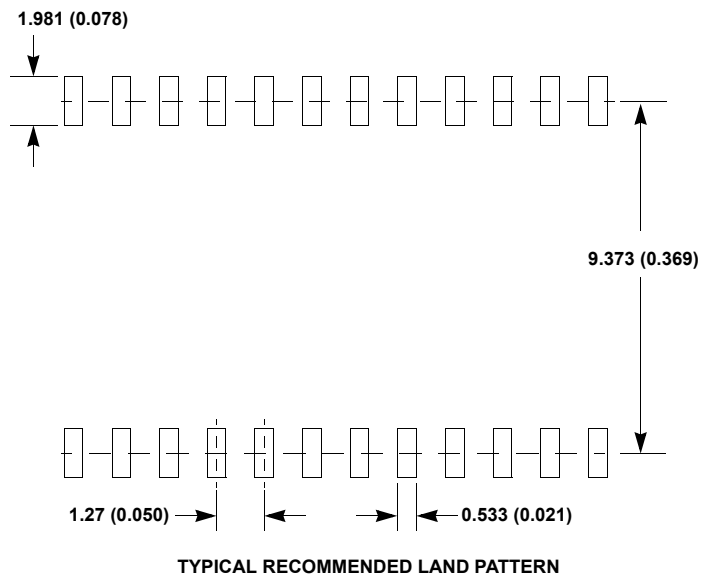 1.981 (0.078)
9.373 (0.369)
1.27 (0.050)
0.533 (0.021)
TYPICAL RECOMMENDED LAND PATTERN